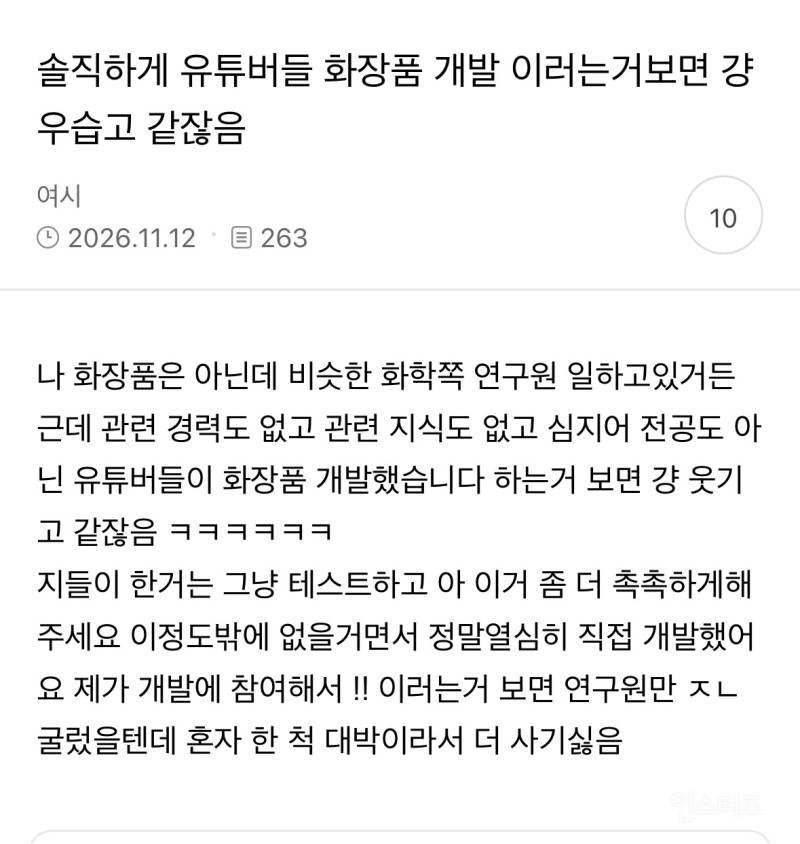 솔직하게 유튜버들 화장품 개발 이러는거보면 걍
우습고 같잖음
여시
2026.11.12 · 263
10
나 화장품은 아닌데 비슷한 화학쪽 연구원 일하고있거든
근데 관련 경력도 없고 관련 지식도 없고 심지어 전공도 아
닌 유튜버들이 화장품 개발했습니다 하는거 보면 걍 웃기
고 같잖음 ㅋㅋㅋㅋㅋㅋ
지들이 한거는 그냥 테스트하고 아 이거 좀 더 촉촉하게해
주세요 이정도밖에 없을거면서 정말열심히 직접 개발했어
요 제가 개발에 참여해서 !! 이러는거 보면 연구원만 ㅈㄴ
굴렀을텐데 혼자 한 척 대박이라서 더 사기싫음
인스티즈